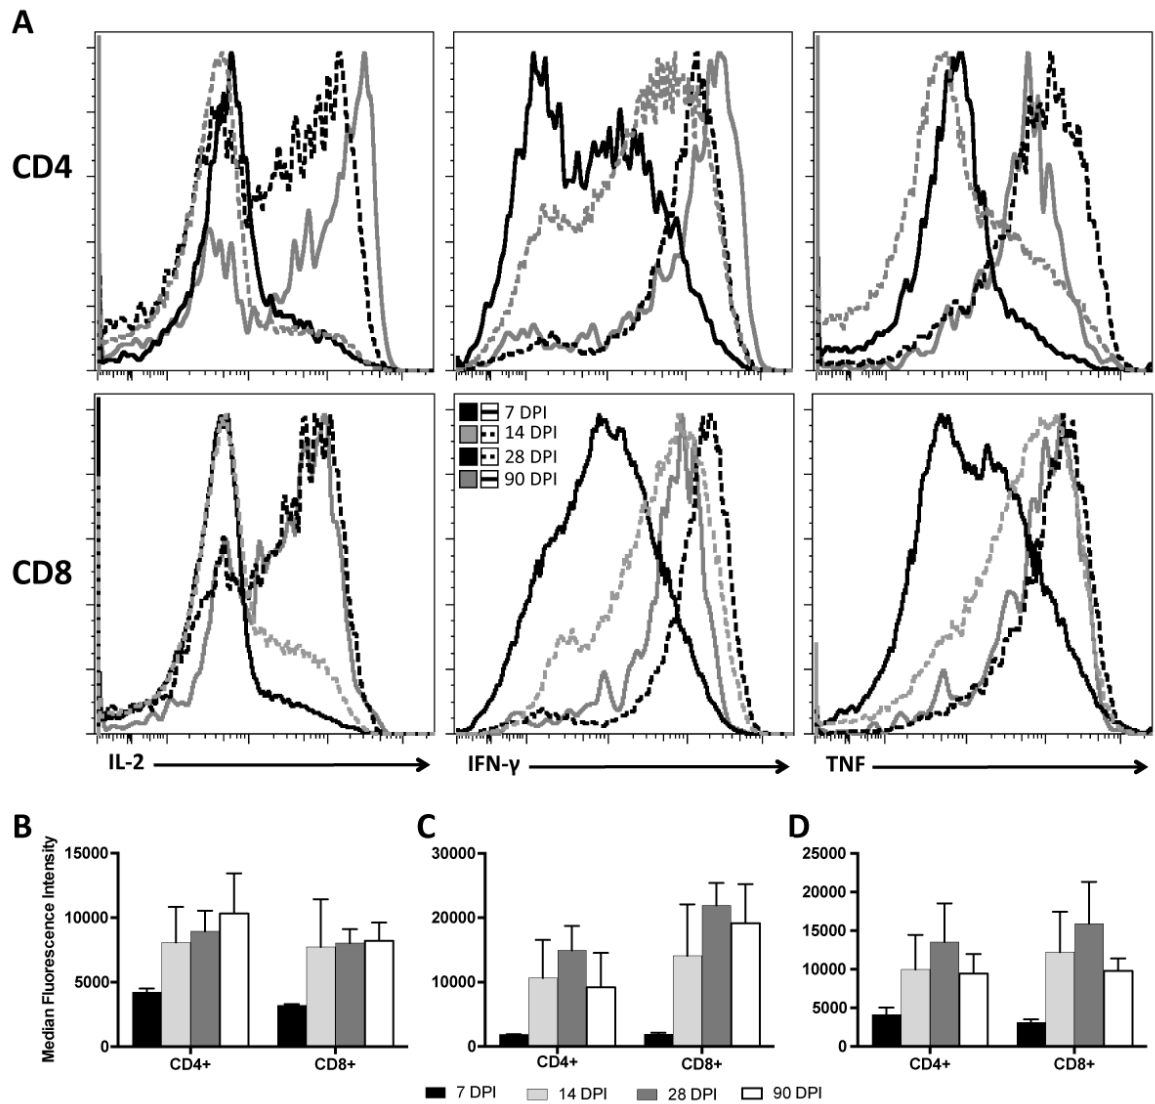 A
CD4
7 DPI
14 DPI
28 DPI
90 DPI
CD8
IL-2
IFN-γ
TNF
B
C
D
Median Fluorescence Intensity
15000
10000
5000
0
CD4+
CD8+
30000
20000
10000
0
CD4+
CD8+
25000
20000
15000
10000
5000
0
CD4+
CD8+
7 DPI 14 DPI 28 DPI 90 DPI